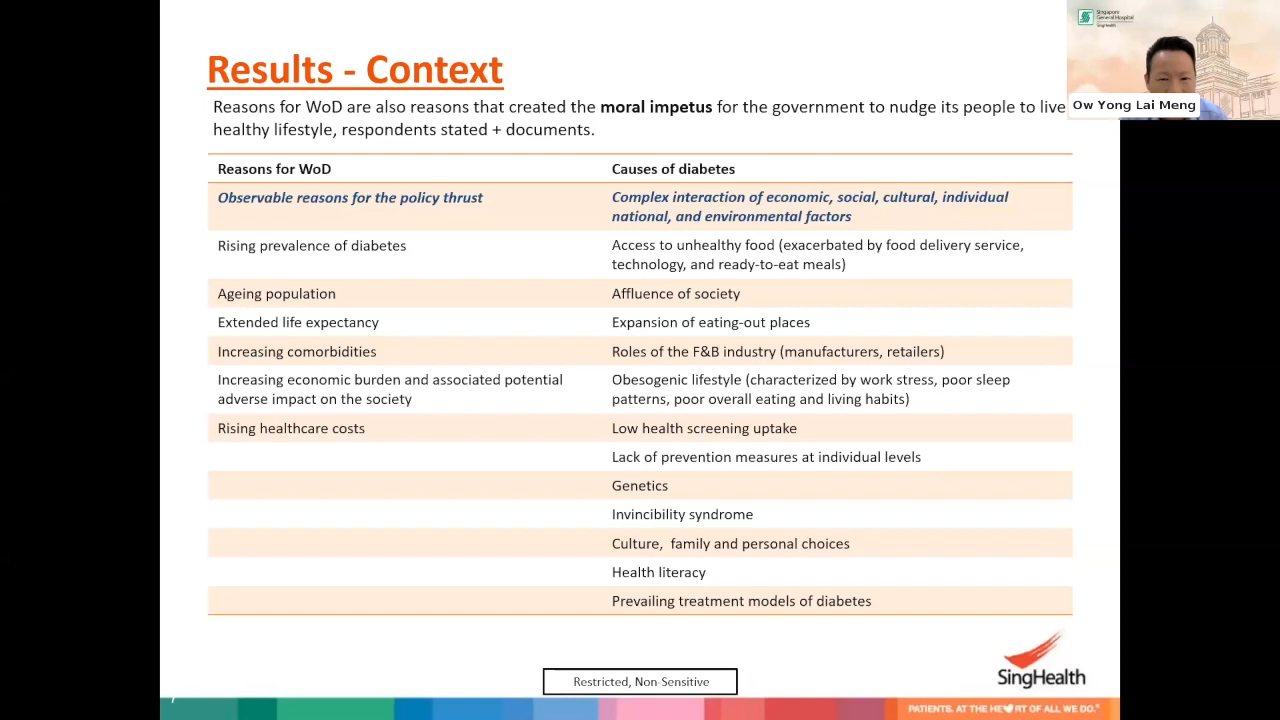 Results - Context
Reasons for WoD are also reasons that created the moral impetus for the government to nudge its people to live
healthy lifestyle, respondents stated + documents.
Reasons for WoD
Causes of diabetes
Observable reasons for the policy thrust
Complex interaction of economic, social, cultural, individual
national, and environmental factors
Rising prevalence of diabetes
Access to unhealthy food (exacerbated by food delivery service,
technology, and ready-to-eat meals)
Ageing population
Affluence of society
Extended life expectancy
Expansion of eating-out places
Increasing comorbidities
Roles of the F&B industry (manufacturers, retailers)
Increasing economic burden and associated potential
adverse impact on the society
Obesogenic lifestyle (characterized by work stress, poor sleep
patterns, poor overall eating and living habits)
Rising healthcare costs
Low health screening uptake
Lack of prevention measures at individual levels
Genetics
Invincibility syndrome
Culture, family and personal choices
Health literacy
Prevailing treatment models of diabetes
Restricted, Non-Sensitive
SingHealth
PATIENTS. AT THE HE RT OF ALL WE DO.
Singapore
General Hospital
SingHealth
Ow Yong Lai Meng